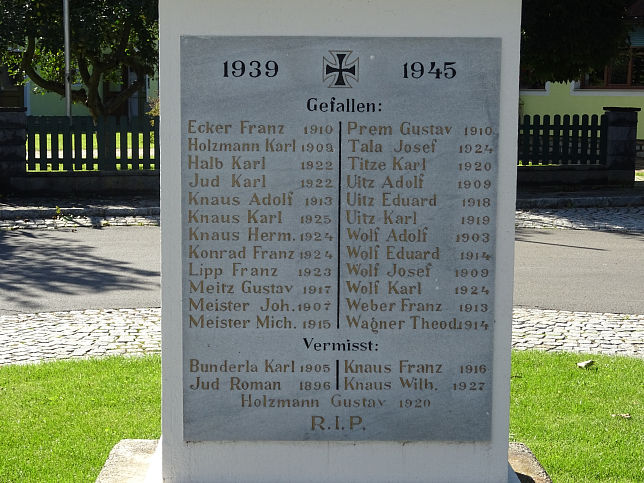 1939 1945
Gefallen:
Ecker Franz 1910
Holzmann Karl 1909
Halb Karl 1922
Jud Karl 1922
Knaus Adolf 1913
Knaus Karl 1925
Knaus Herm. 1924
Konrad Franz 1924
Lipp Franz 1923
Meitz Gustav 1917
Meister Joh. 1907
Meister Mich. 1915
Prem Gustav 1910
Tala Josef 1924
Titze Karl 1920
Uitz Adolf 1909
Uitz Eduard 1918
Uitz Karl 1919
Wolf Adolf 1903
Wolf Eduard 1914
Wolf Josef 1909
Wolf Karl 1924
Weber Franz 1913
Wagner Theod. 1914
Vermisst:
Bunderla Karl 1905
Jud Roman 1896
Knaus Franz 1916
Knaus Wilh. 1927
Holzmann Gustav 1920
R.I.P.